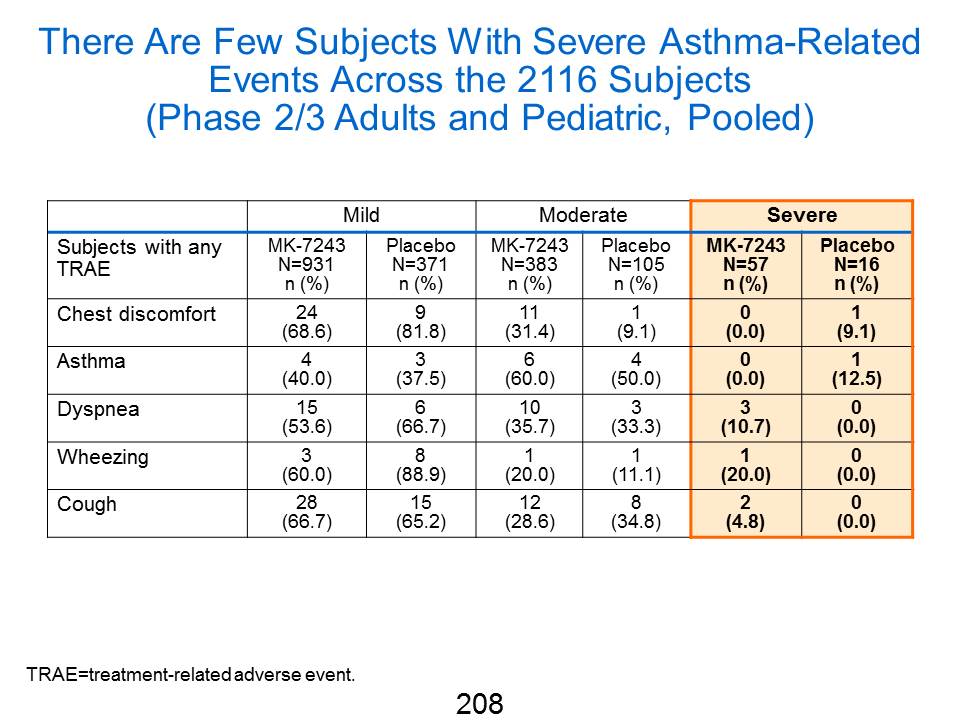 There Are Few Subjects With Severe Asthma-Related
Events Across the 2116 Subjects
(Phase 2/3 Adults and Pediatric, Pooled)
Mild Moderate Severe
Subjects with any TRAE MK-7243 N=931 n (%) Placebo N=371 n (%) MK-7243 N=383 n (%) Placebo N=105 n (%) MK-7243 N=57 n (%) Placebo N=16 n (%)
Chest discomfort 24 (68.6) 9 (81.8) 11 (31.4) 1 (9.1) 0 (0.0) 1 (9.1)
Asthma 4 (40.0) 3 (37.5) 6 (60.0) 4 (50.0) 0 (0.0) 1 (12.5)
Dyspnea 15 (53.6) 6 (66.7) 10 (35.7) 3 (33.3) 3 (10.7) 0 (0.0)
Wheezing 3 (60.0) 8 (88.9) 1 (20.0) 1 (11.1) 1 (20.0) 0 (0.0)
Cough 28 (66.7) 15 (65.2) 12 (28.6) 8 (34.8) 2 (4.8) 0 (0.0)
TRAE=treatment-related adverse event.
208